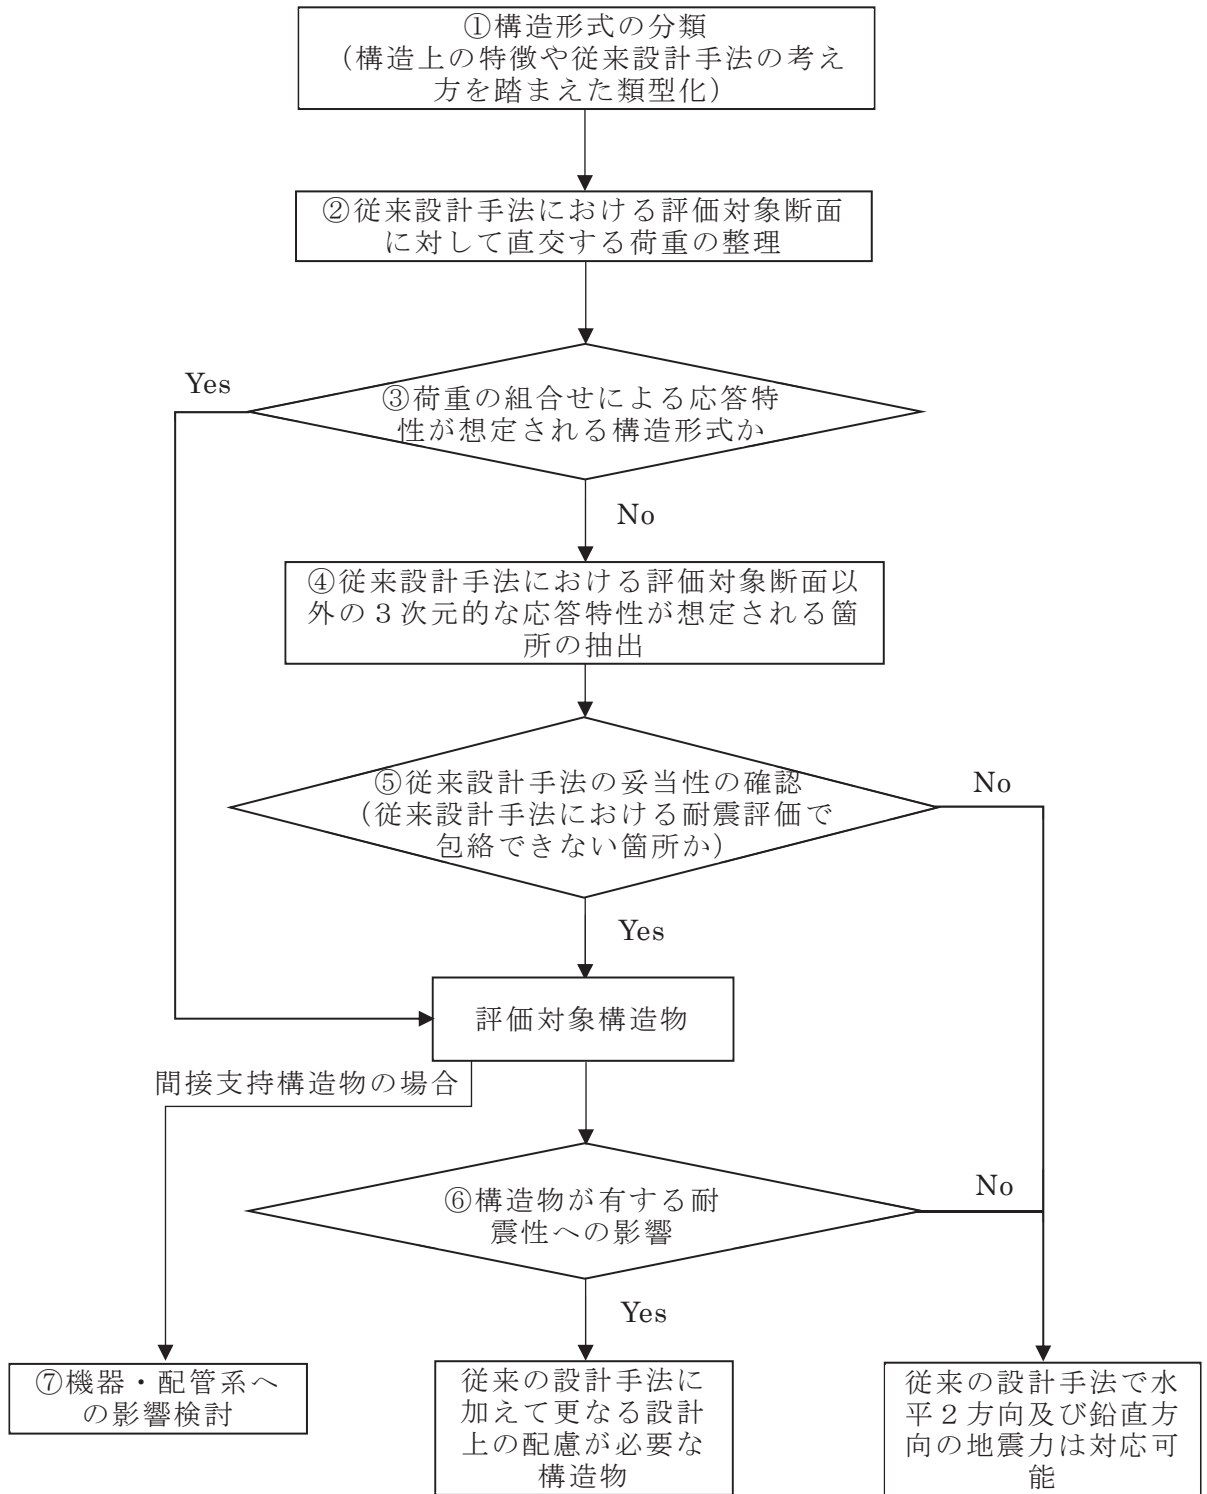 ①構造形式の分類
（構造上の特徴や従来設計手法の考え
方を踏まえた類型化）
②従来設計手法における評価対象断面
に対して直交する荷重の整理
Yes
③荷重の組合せによる応答特
性が想定される構造形式か
No
④従来設計手法における評価対象断面以
外の３次元的な応答特性が想定される箇
所の抽出
⑤従来設計手法の妥当性の確認
（従来設計手法における耐震評価で
包絡できない箇所か）
No
Yes
評価対象構造物
間接支持構造物の場合
⑥構造物が有する耐
震性への影響
No
Yes
⑦機器・配管系へ
の影響検討
従来の設計手法に
加えて更なる設計
上の配慮が必要な
構造物
従来の設計手法で水
平２方向及び鉛直方
向の地震力は対応可
能